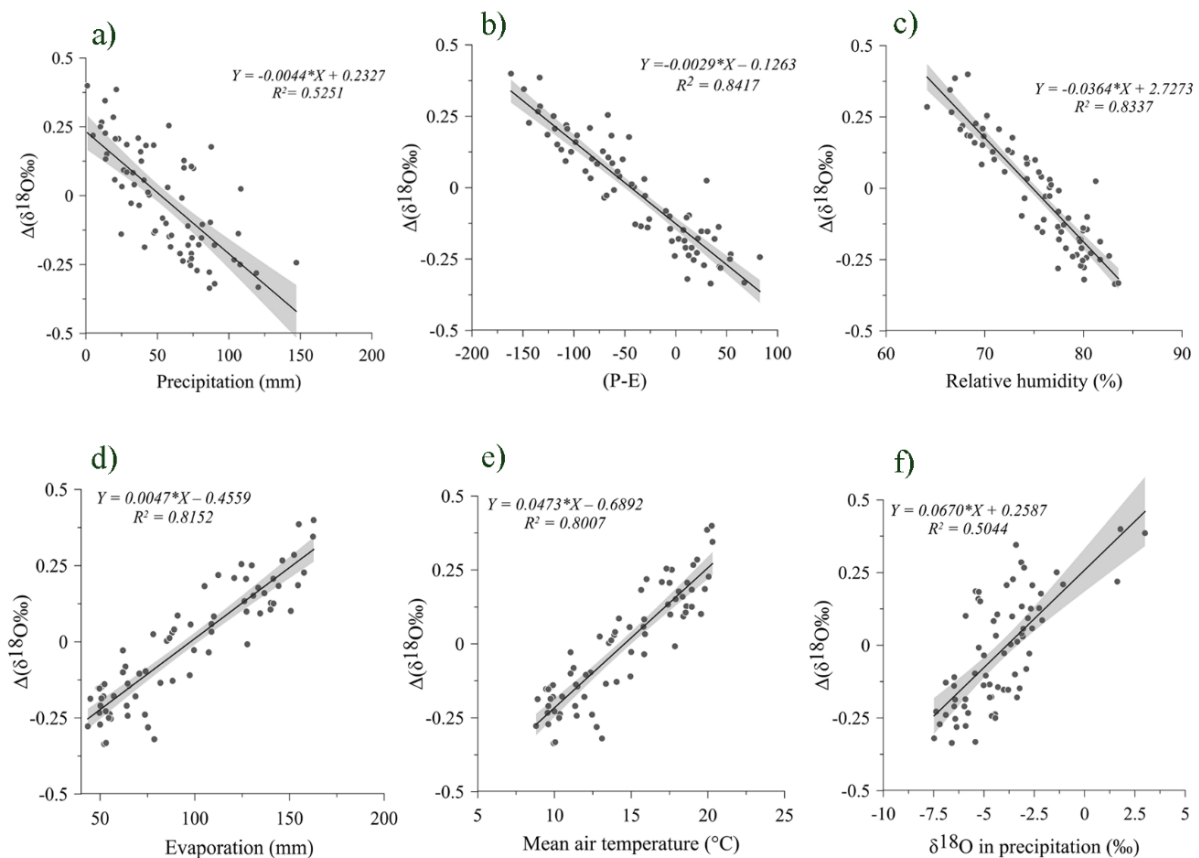 a)
Y = -0.0044*X + 0.2327
R²= 0.5251
0.5
0.25
0
-0.25
-0.5
Δ(δ¹⁸O‰)
0 50 100 150 200
Precipitation (mm)
b)
Y =-0.0029*X – 0.1263
R² = 0.8417
0.5
0.25
0
-0.25
-0.5
Δ(δ¹⁸O‰)
-200 -150 -100 -50 0 50 100
(P-E)
c)
Y = -0.0364*X + 2.7273
R² = 0.8337
0.5
0.25
0
-0.25
-0.5
Δ(δ¹⁸O‰)
60 70 80 90
Relative humidity (%)
d)
Y = 0.0047*X – 0.4559
R² = 0.8152
0.5
0.25
0
-0.25
-0.5
Δ(δ¹⁸O‰)
50 100 150 200
Evaporation (mm)
e)
Y = 0.0473*X – 0.6892
R² = 0.8007
0.5
0.25
0
-0.25
-0.5
Δ(δ¹⁸O‰)
5 10 15 20 25
Mean air temperature (°C)
f)
Y = 0.0670*X + 0.2587
R² = 0.5044
0.5
0.25
0
-0.25
-0.5
Δ(δ¹⁸O‰)
-10 -7.5 -5 -2.5 0 2.5 5
δ¹⁸O in precipitation (‰)